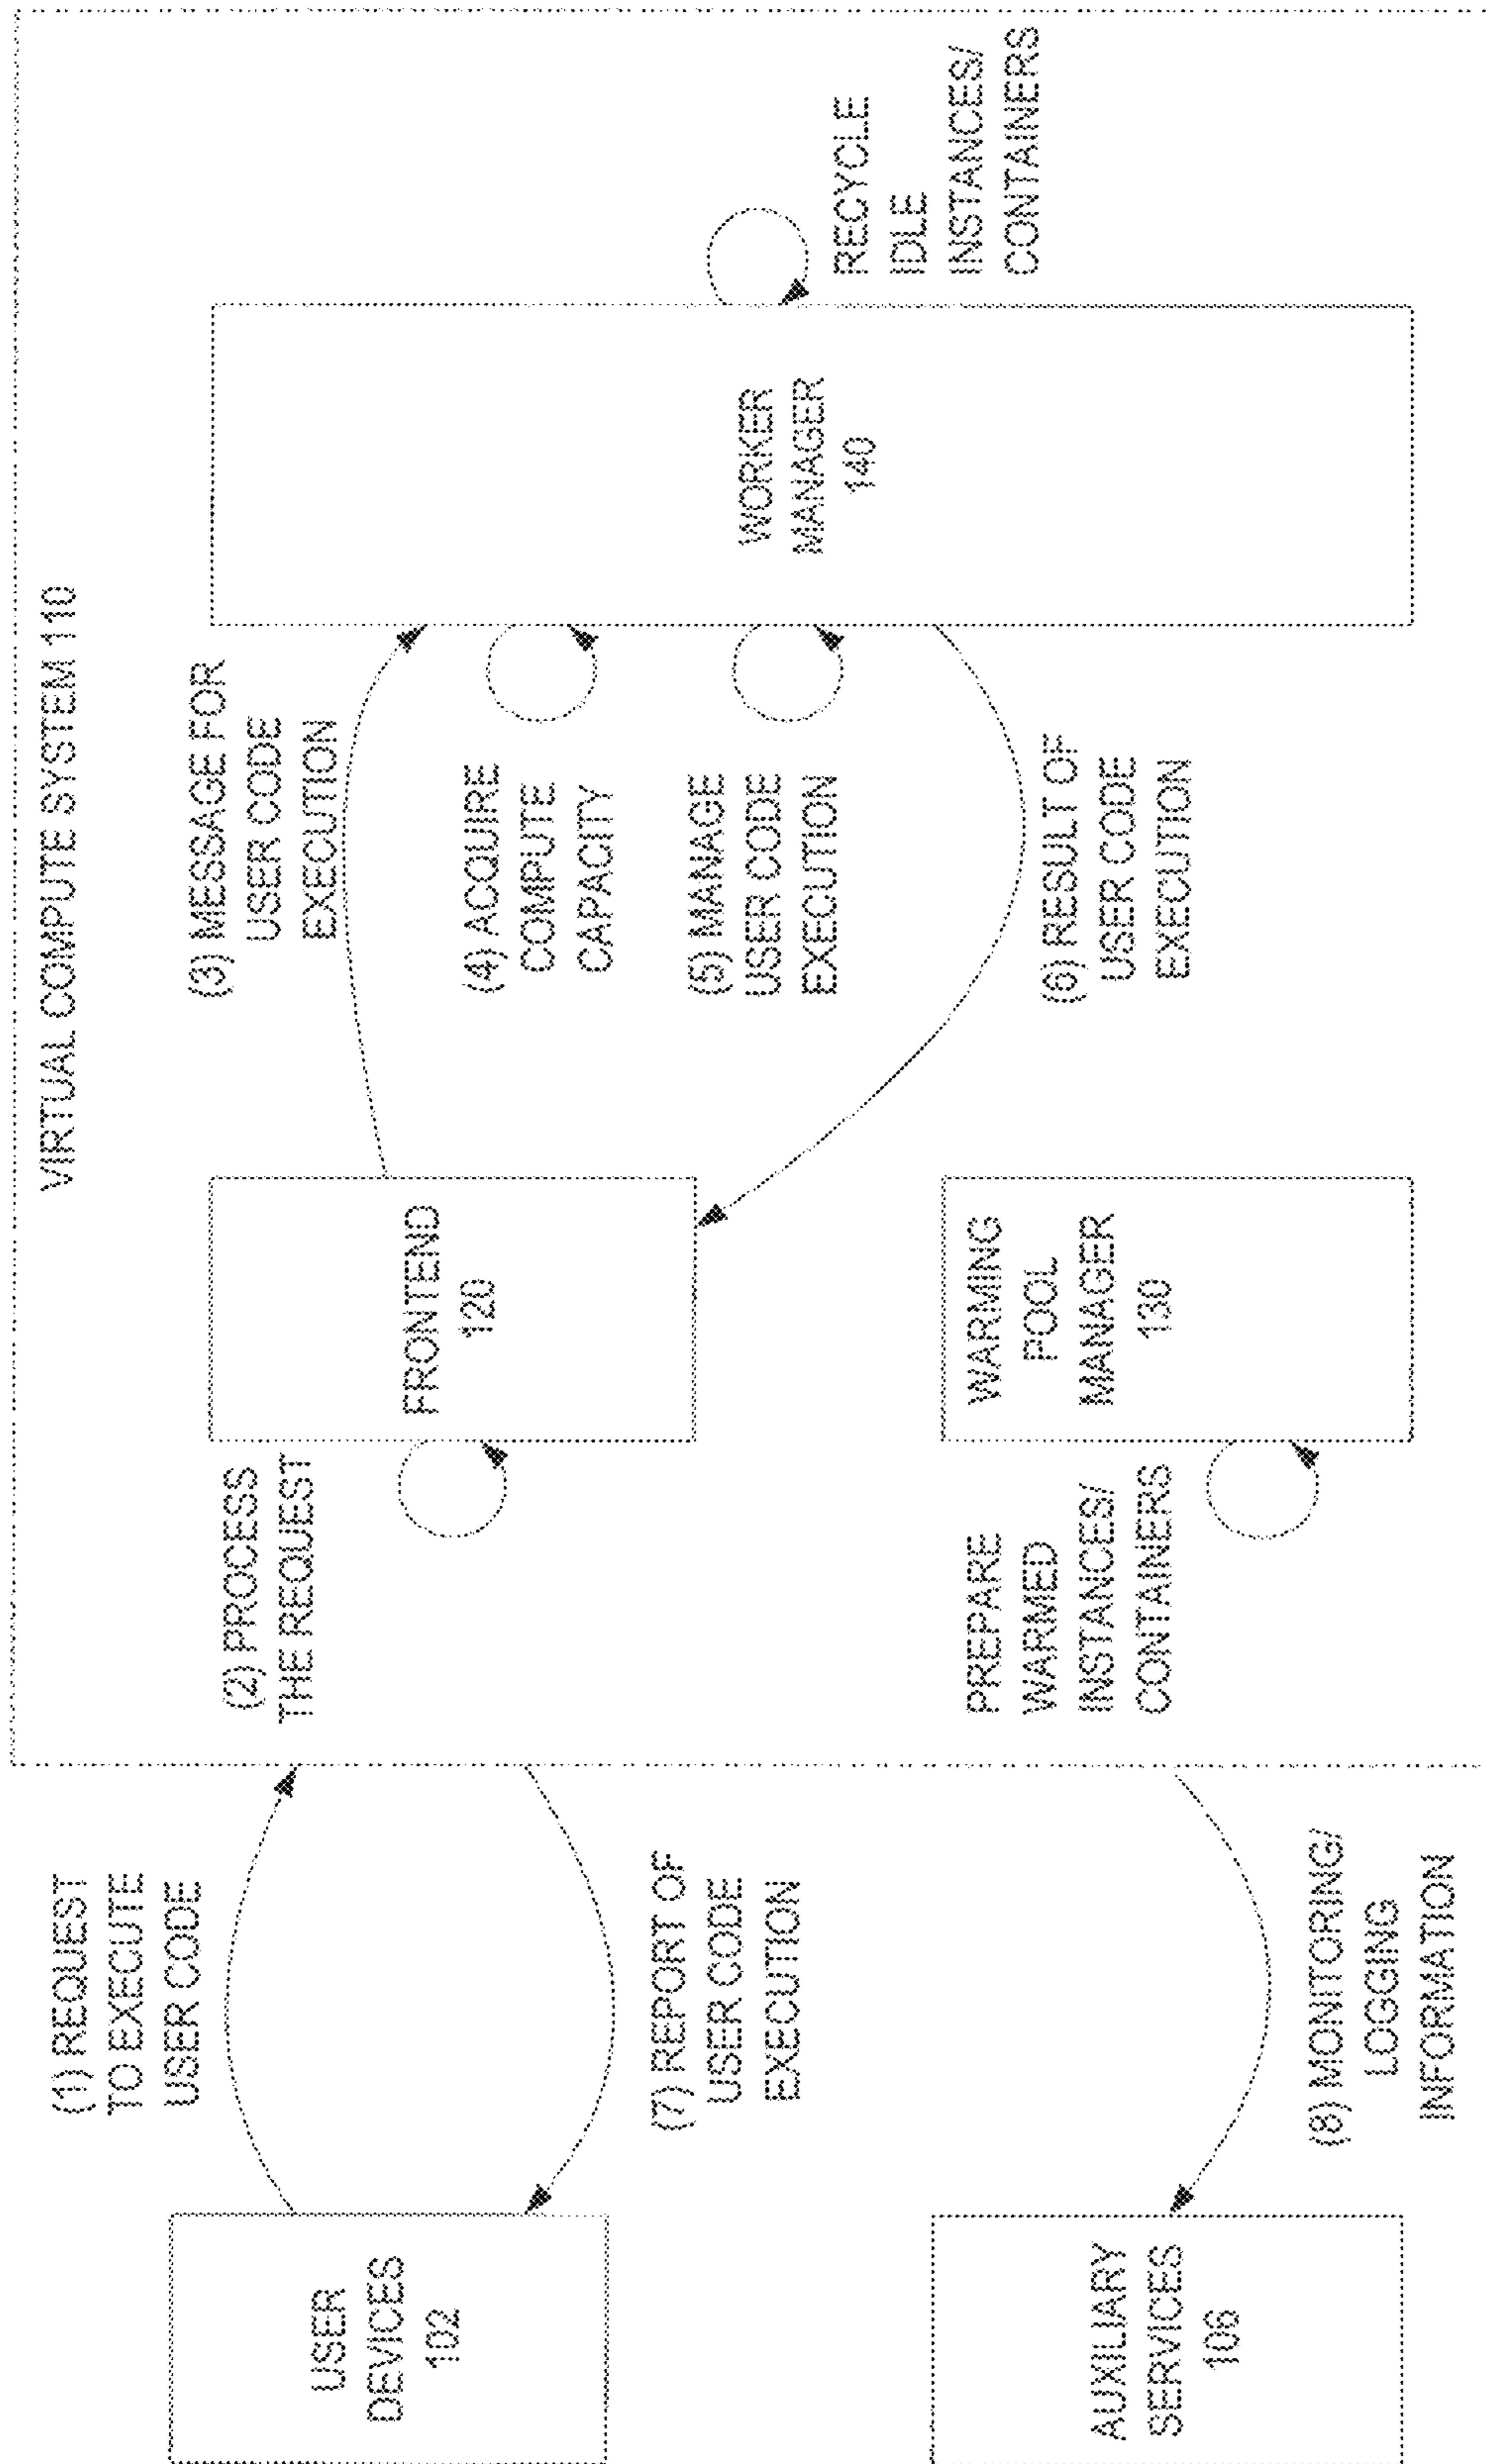 VIRTUAL COMPUTE SYSTEM 110
(1) REQUEST
TO EXECUTE
USER CODE
USER
DEVICES
102
(7) REPORT OF
USER CODE
EXECUTION
(2) PROCESS
THE REQUEST
FRONTEND
120
(3) MESSAGE FOR
USER CODE
EXECUTION
(4) ACQUIRE
COMPUTE
CAPACITY
(5) MANAGE
USER CODE
EXECUTION
(6) RESULT OF
USER CODE
EXECUTION
WORKER
MANAGER
140
RECYCLE
IDLE
INSTANCES/
CONTAINERS
AUXILIARY
SERVICES
106
(8) MONITORING/
LOGGING
INFORMATION
PREPARE
WARMED
INSTANCES/
CONTAINERS
WARMING
POOL
MANAGER
130